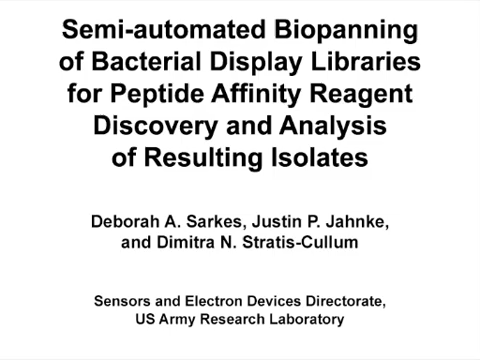 Semi-automated Biopanning
of Bacterial Display Libraries
for Peptide Affinity Reagent
Discovery and Analysis
of Resulting Isolates
Deborah A. Sarkes, Justin P. Jahnke,
and Dimitra N. Stratis-Cullum
Sensors and Electron Devices Directorate,
US Army Research Laboratory